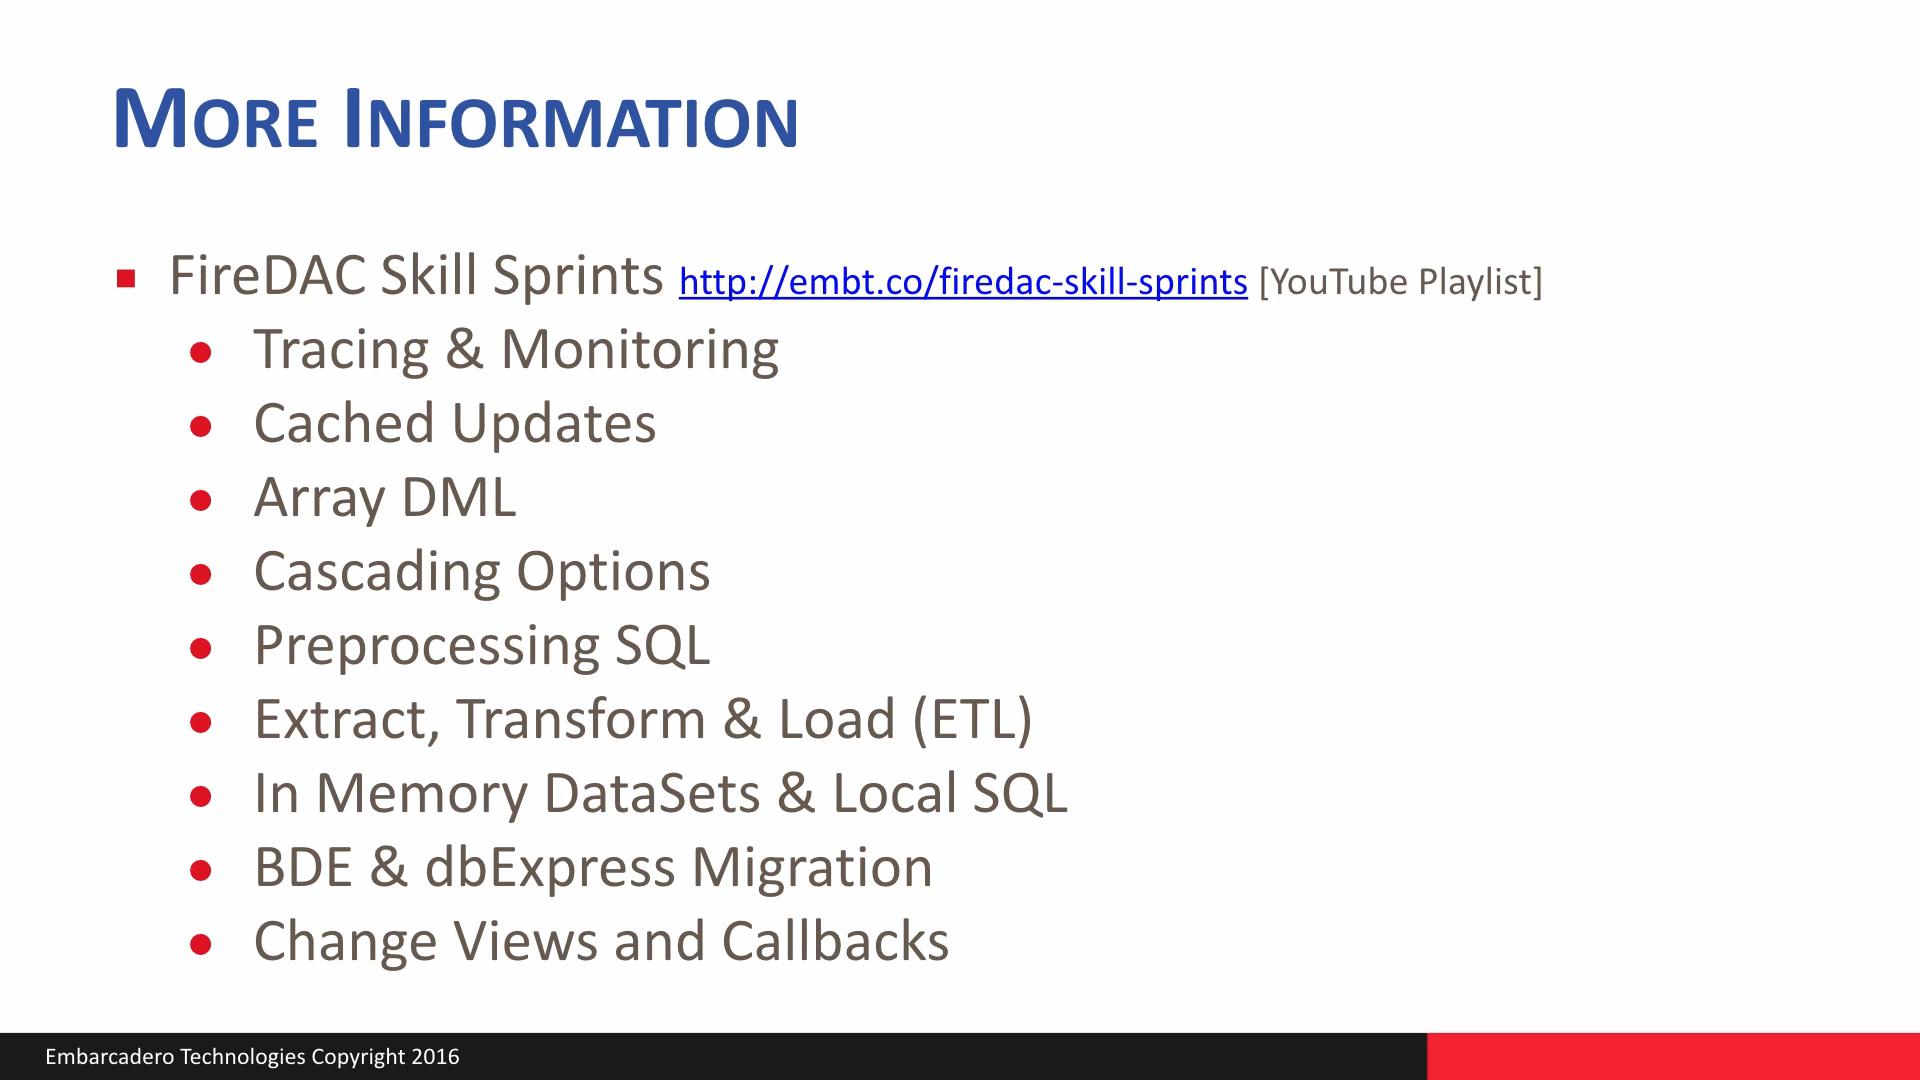 MORE INFORMATION
FireDAC Skill Sprints http://embt.co/firedac-skill-sprints [YouTube Playlist]
Tracing & Monitoring
Cached Updates
Array DML
Cascading Options
Preprocessing SQL
Extract, Transform & Load (ETL)
In Memory DataSets & Local SQL
BDE & dbExpress Migration
Change Views and Callbacks
Embarcadero Technologies Copyright 2016